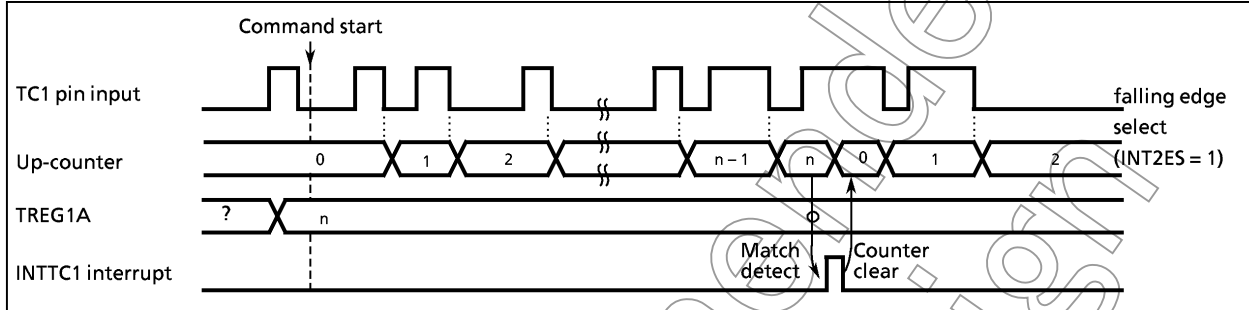 Command start
TC1 pin input
falling edge
select
(INT2ES = 1)
Up-counter
0 1 2 n – 1 n 0 1 2
TREG1A
? n
Match
detect
Counter
clear
INTTC1 interrupt